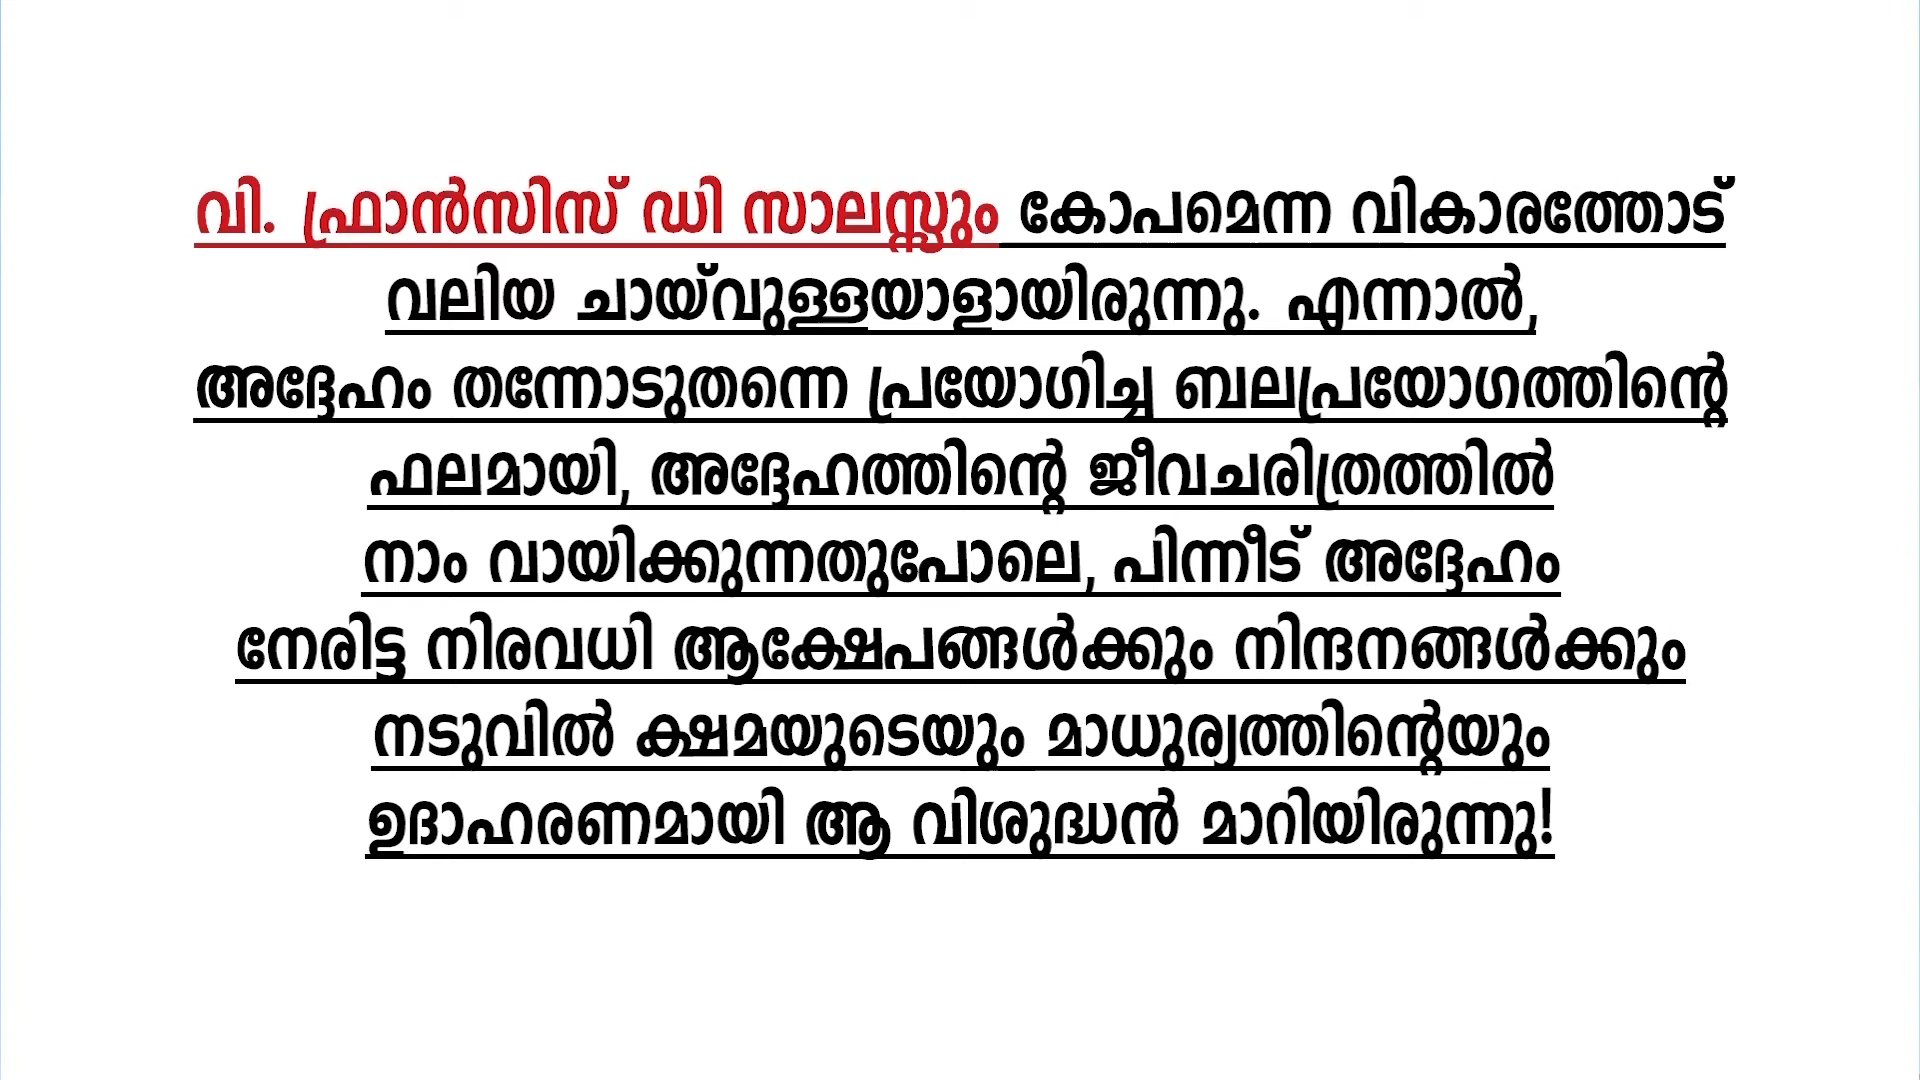 വി. ഫ്രാൻസിസ് ഡി സാലസ്സും കോപമെന്ന വികാരത്തോട്
വലിയ ചായ്‌വുള്ളയാളായിരുന്നു. എന്നാൽ,
അദ്ദേഹം തന്നോടുതന്നെ പ്രയോഗിച്ച ബലപ്രയോഗത്തിന്റെ
ഫലമായി, അദ്ദേഹത്തിന്റെ ജീവചരിത്രത്തിൽ
നാം വായിക്കുന്നതുപോലെ, പിന്നീട് അദ്ദേഹം
നേരിട്ട നിരവധി ആക്ഷേപങ്ങൾക്കും നിന്ദനങ്ങൾക്കും
നടുവിൽ ക്ഷമയുടെയും മാധുര്യത്തിന്റെയും
ഉദാഹരണമായി ആ വിശുദ്ധൻ മാറിയിരുന്നു!